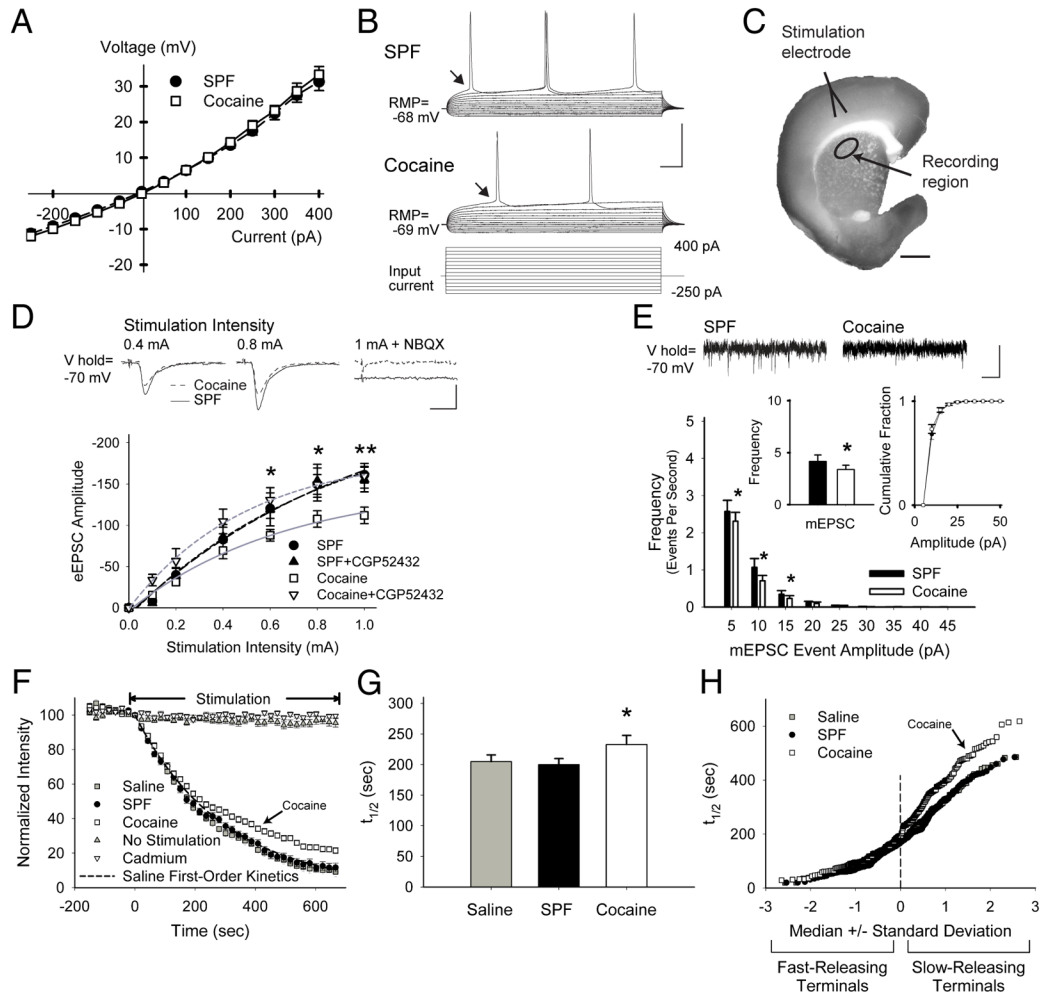 A
Voltage (mV)
SPF
Cocaine
30
20
10
-200
100
200
300
400
-10
Current (pA)
-20
B
SPF
RMP=
-68 mV
Cocaine
RMP=
-69 mV
400 pA
Input
current
-250 pA
C
Stimulation
electrode
Recording
region
D
Stimulation Intensity
0.4 mA
0.8 mA
1 mA + NBQX
V hold=
-70 mV
Cocaine
SPF
-200
-150
-100
-50
0
eEPSC Amplitude
* * **
SPF
SPF+CGP52432
Cocaine
Cocaine+CGP52432
0.0 0.2 0.4 0.6 0.8 1.0
Stimulation Intensity (mA)
E
SPF
Cocaine
V hold=
-70 mV
5
4
3
2
1
0
Frequency
(Events Per Second)
* * *
10
5
0
Frequency
*
mEPSC
1
0
Cumulative Fraction
0 25 50
Amplitude (pA)
SPF
Cocaine
5 10 15 20 25 30 35 40 45
mEPSC Event Amplitude (pA)
F
Stimulation
100
80
60
40
20
0
Normalized Intensity
Cocaine
Saline
SPF
Cocaine
No Stimulation
Cadmium
Saline First-Order Kinetics
-200 0 200 400 600
Time (sec)
G
300
250
200
150
100
50
0
t1/2 (sec)
*
Saline SPF Cocaine
H
Saline
SPF
Cocaine
Cocaine
600
400
200
0
t1/2 (sec)
-3 -2 -1 0 1 2 3
Median +/- Standard Deviation
Fast-Releasing
Terminals
Slow-Releasing
Terminals